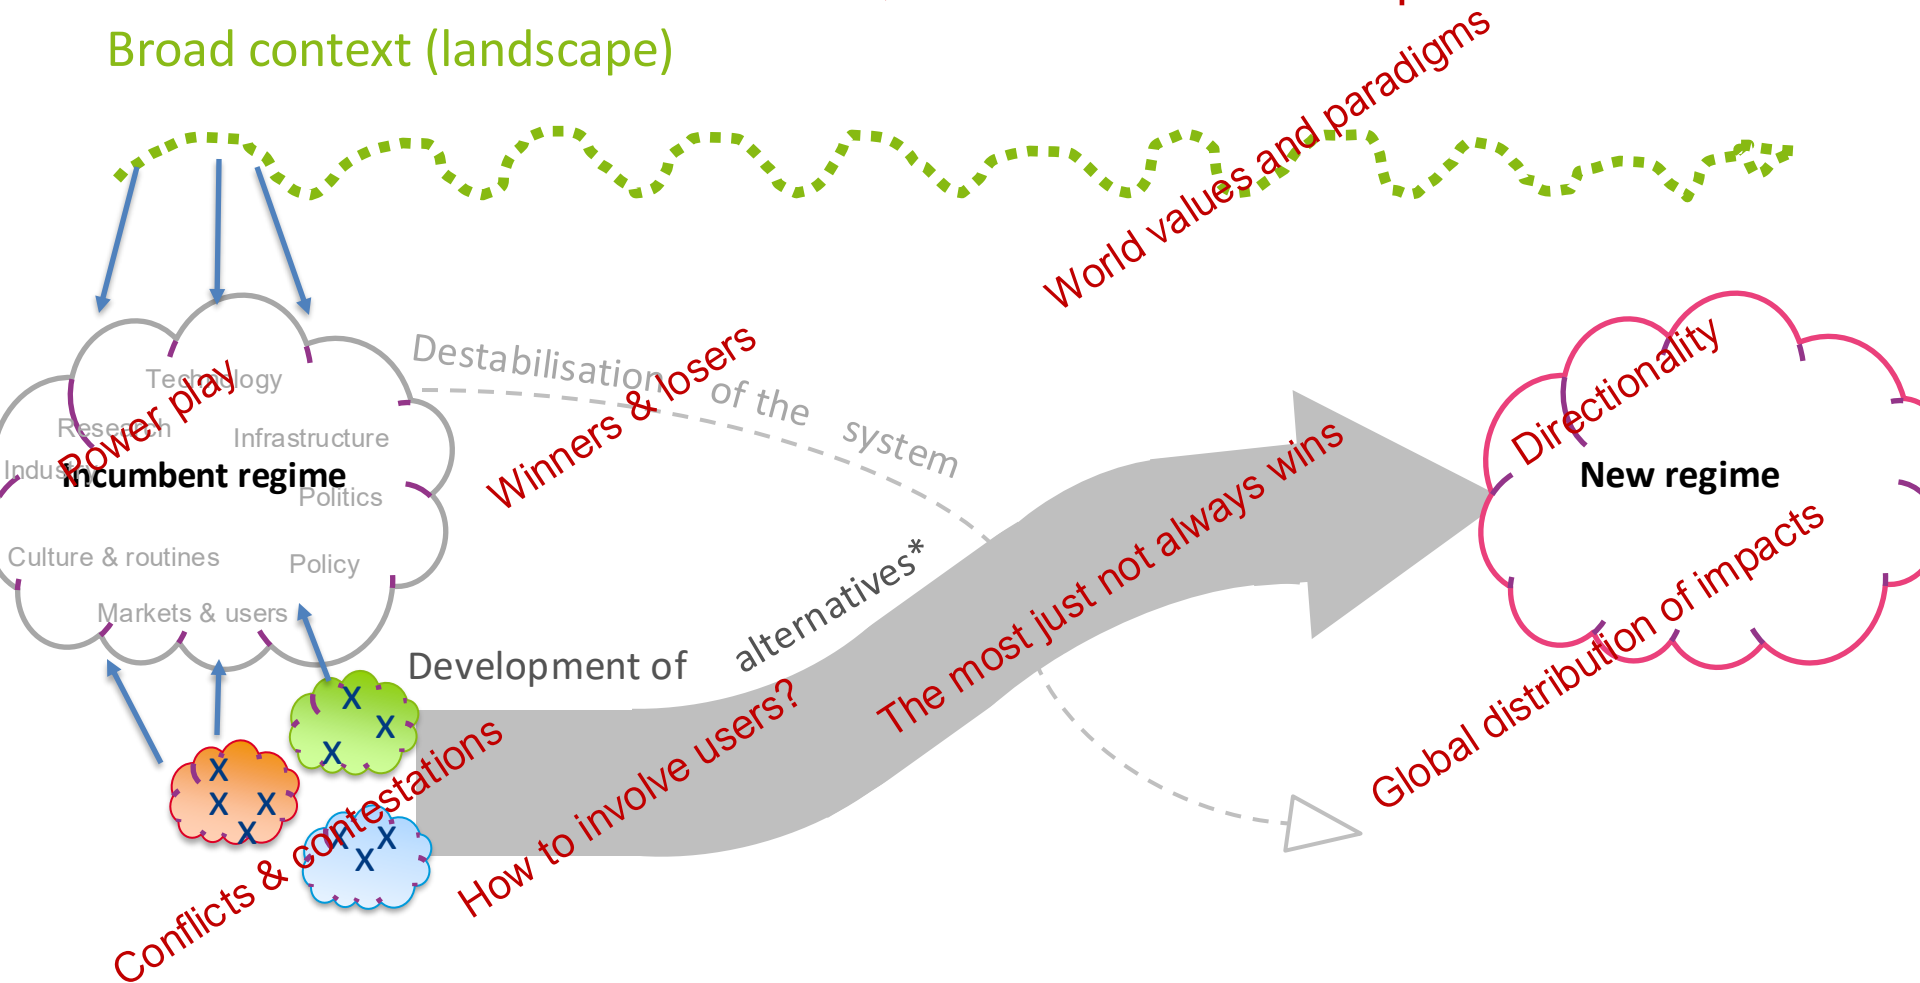 Broad context (landscape)
World values and paradigms
Destabilisation of the system
Winners & losers
Technology
Power play
Research
Infrastructure
Indus
Incumbent regime
Politics
Culture & routines
Policy
Markets & users
Directionality
New regime
Development of alternatives*
The most just not always wins
Global distribution of impacts
How to involve users?
Conflicts & contestations
X
X
X
X
X
X
X
X
X
X